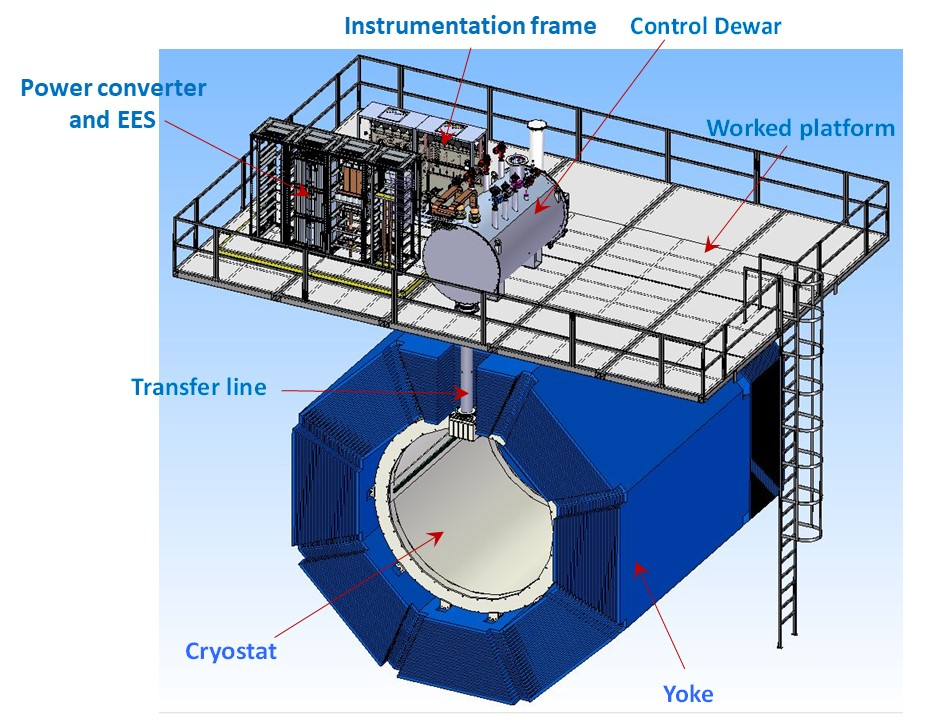 Instrumentation frame
Control Dewar
Power converter
and EES
Worked platform
Transfer line
Cryostat
Yoke